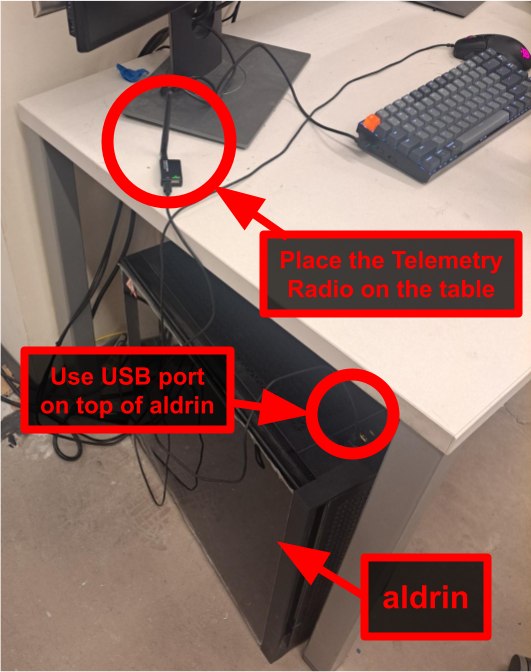 Place the Telemetry
Radio on the table
Use USB port
on top of aldrin
aldrin